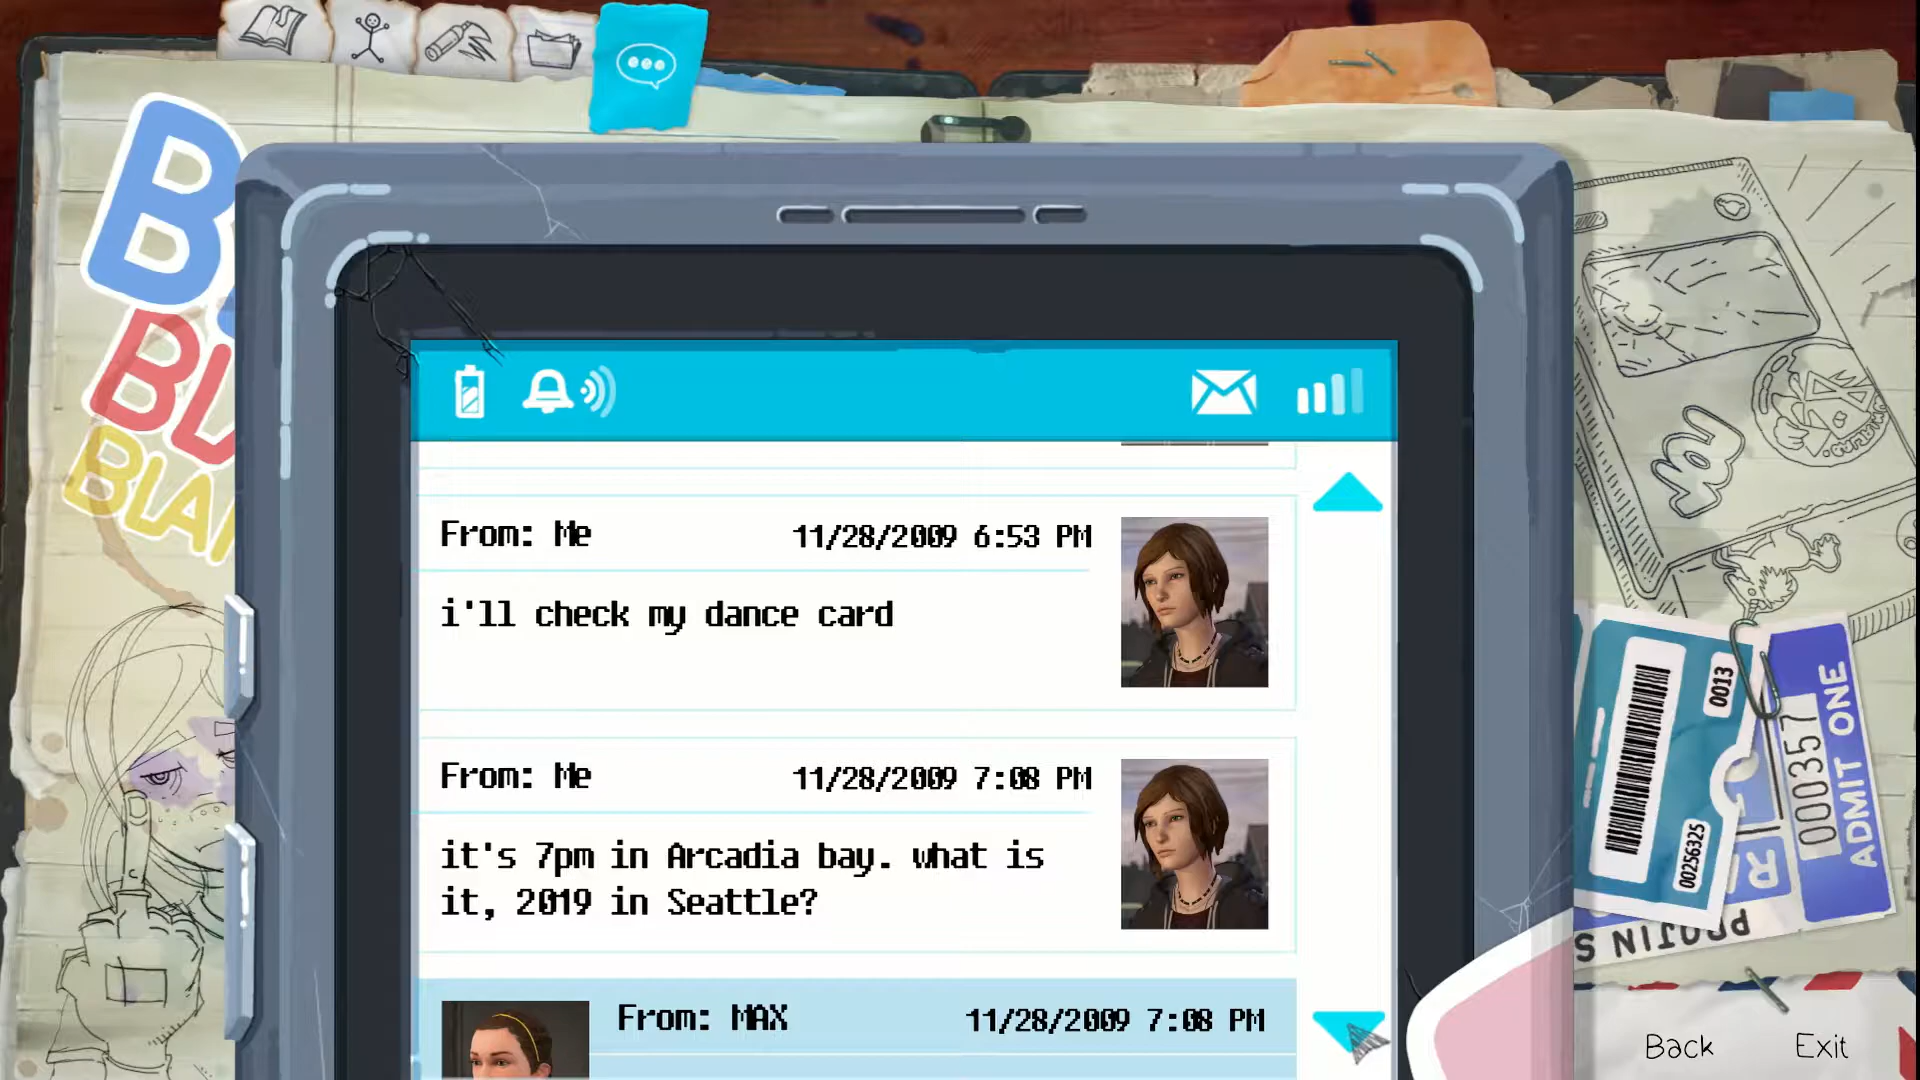 From: Me 11/28/2009 6:53 PM
i'll check my dance card
From: Me 11/28/2009 7:08 PM
it's 7pm in Arcadia bay. what is
it, 2019 in Seattle?
From: MAX 11/28/2009 7:08 PM
0013
00256325
000357
ADMIT ONE
Back Exit